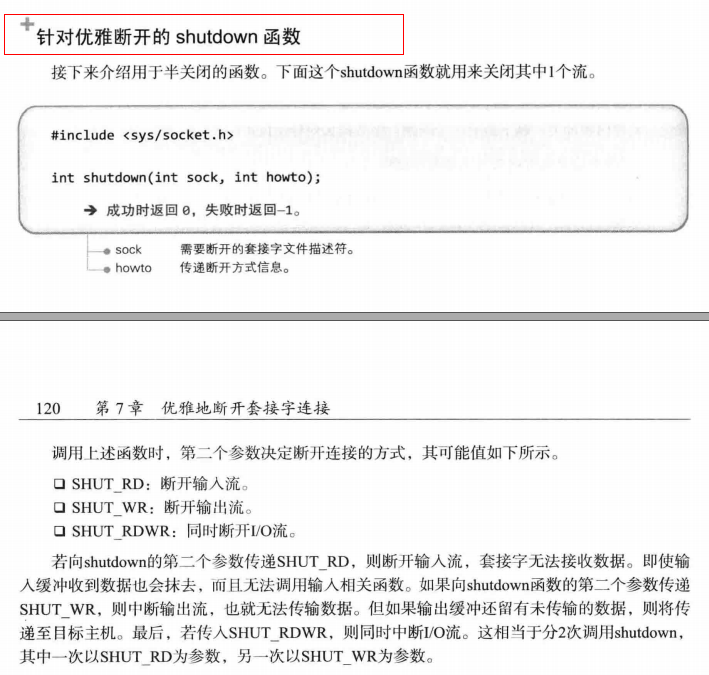 针对优雅断开的 shutdown 函数
接下来介绍用于半关闭的函数。下面这个shutdown函数就用来关闭其中1个流。
#include <sys/socket.h>
int shutdown(int sock, int howto);
➔ 成功时返回 0，失败时返回–1。
sock 需要断开的套接字文件描述符。
howto 传递断开方式信息。
120 第 7 章 优雅地断开套接字连接
调用上述函数时，第二个参数决定断开连接的方式，其可能值如下所示。
❑ SHUT_RD：断开输入流。
❑ SHUT_WR：断开输出流。
❑ SHUT_RDWR：同时断开I/O流。
若向shutdown的第二个参数传递SHUT_RD，则断开输入流，套接字无法接收数据。即使输
入缓冲收到数据也会抹去，而且无法调用输入相关函数。如果向shutdown函数的第二个参数传递
SHUT_WR，则中断输出流，也就无法传输数据。但如果输出缓冲还留有未传输的数据，则将传
递至目标主机。最后，若传入SHUT_RDWR，则同时中断I/O流。这相当于分2次调用shutdown，
其中一次以SHUT_RD为参数，另一次以SHUT_WR为参数。